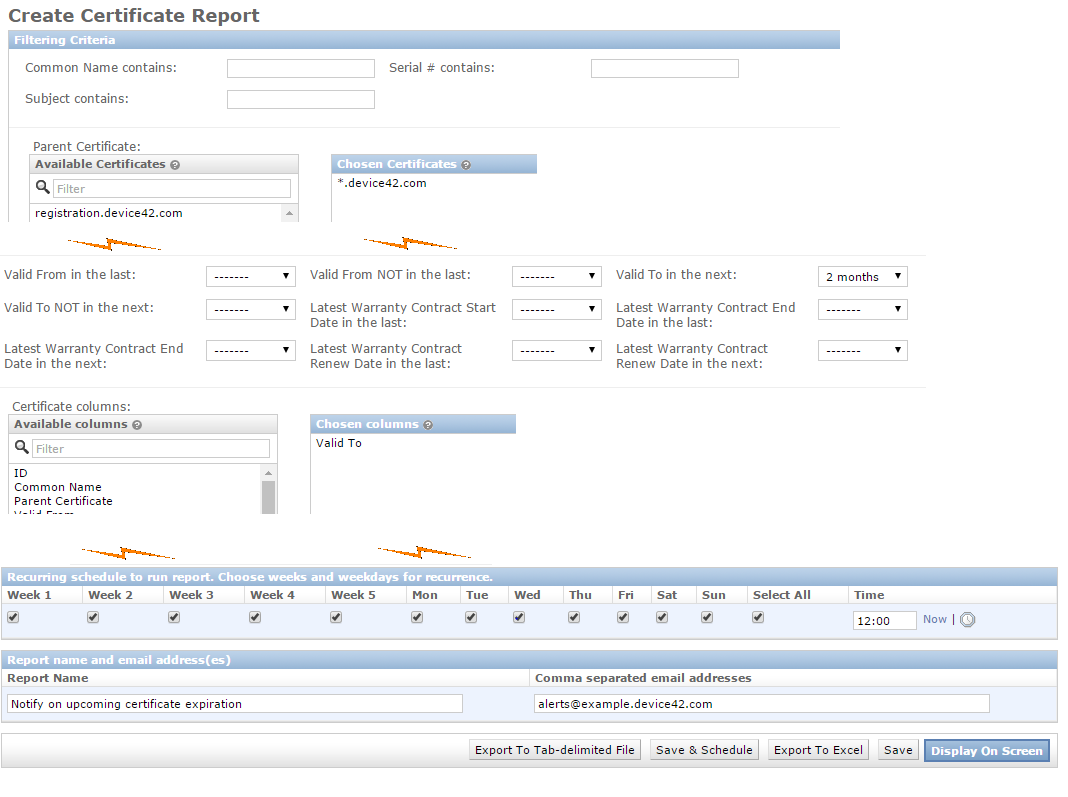 Create Certificate Report
Filtering Criteria
Common Name contains: Serial # contains:
Subject contains:
Parent Certificate:
Available Certificates ? Chosen Certificates ?
Filter *.device42.com
registration.device42.com
Valid From in the last: ------- Valid From NOT in the last: ------- Valid To in the next: 2 months
Valid To NOT in the next: ------- Latest Warranty Contract Start Date in the last: ------- Latest Warranty Contract End Date in the last: -------
Latest Warranty Contract End Date in the next: ------- Latest Warranty Contract Renew Date in the last: ------- Latest Warranty Contract Renew Date in the next: -------
Certificate columns:
Available columns ? Chosen columns ?
Filter Valid To
ID
Common Name
Parent Certificate
Valid From
Recurring schedule to run report. Choose weeks and weekdays for recurrence.
Week 1 Week 2 Week 3 Week 4 Week 5 Mon Tue Wed Thu Fri Sat Sun Select All Time
12:00 Now |
Report name and email address(es)
Report Name Comma separated email addresses
Notify on upcoming certificate expiration alerts@example.device42.com
Export To Tab-delimited File Save & Schedule Export To Excel Save Display On Screen